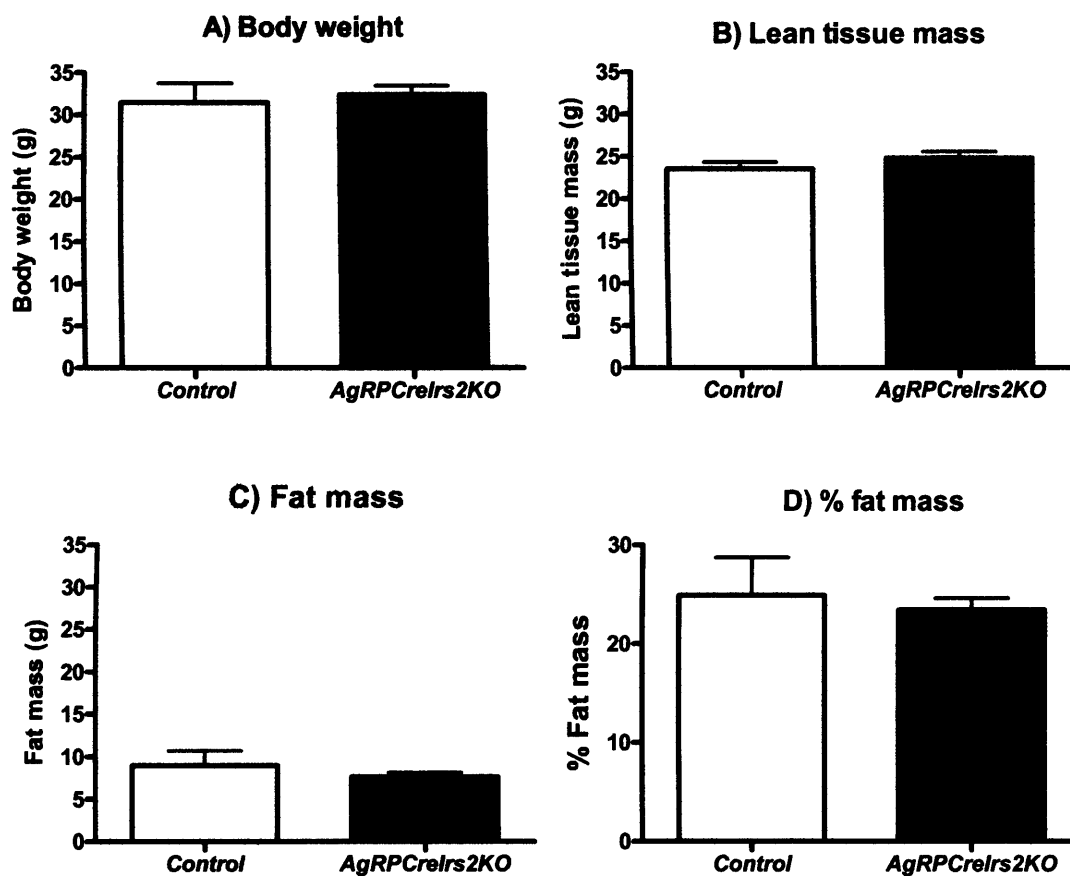 A) Body weight
Body weight (g)
35
30
25
20
15
10
5
0
Control
AgRPCreIrs2KO
B) Lean tissue mass
Lean tissue mass (g)
35
30
25
20
15
10
5
0
Control
AgRPCreIrs2KO
C) Fat mass
Fat mass (g)
35
30
25
20
15
10
5
0
Control
AgRPCreIrs2KO
D) % fat mass
% Fat mass
30
20
10
0
Control
AgRPCreIrs2KO